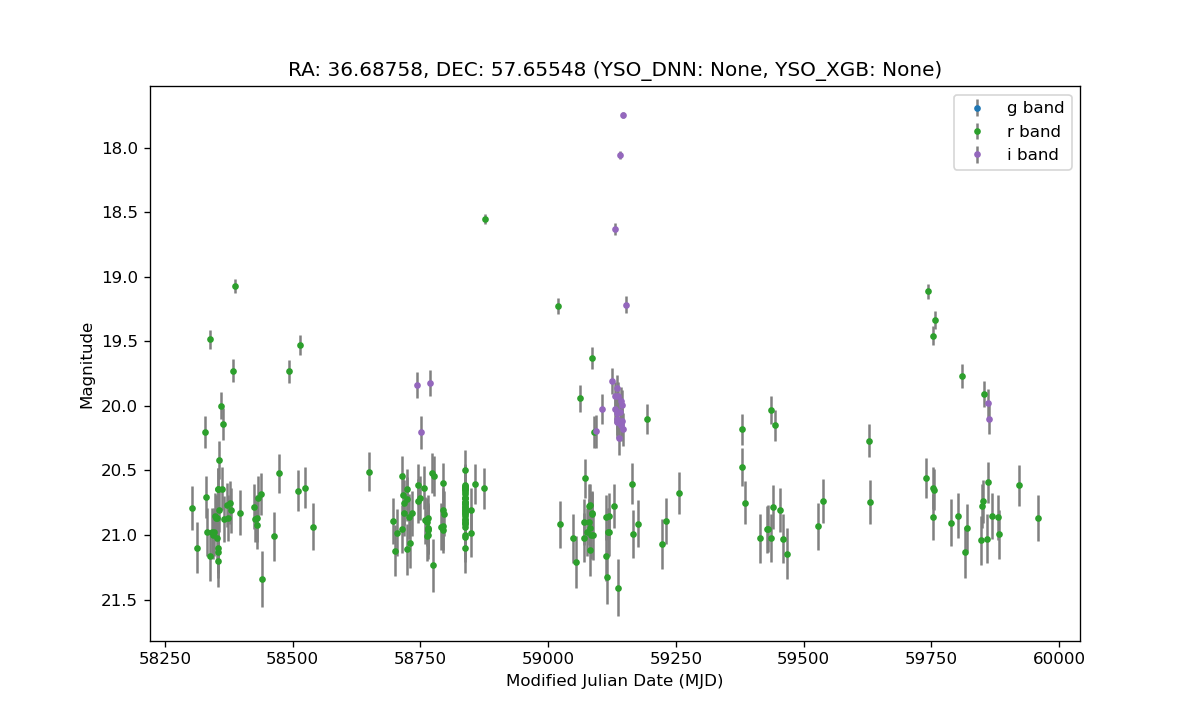 RA: 36.68758, DEC: 57.65548 (YSO_DNN: None, YSO_XGB: None)
g band
r band
i band
Magnitude
18.0
18.5
19.0
19.5
20.0
20.5
21.0
21.5
58250 58500 58750 59000 59250 59500 59750 60000
Modified Julian Date (MJD)